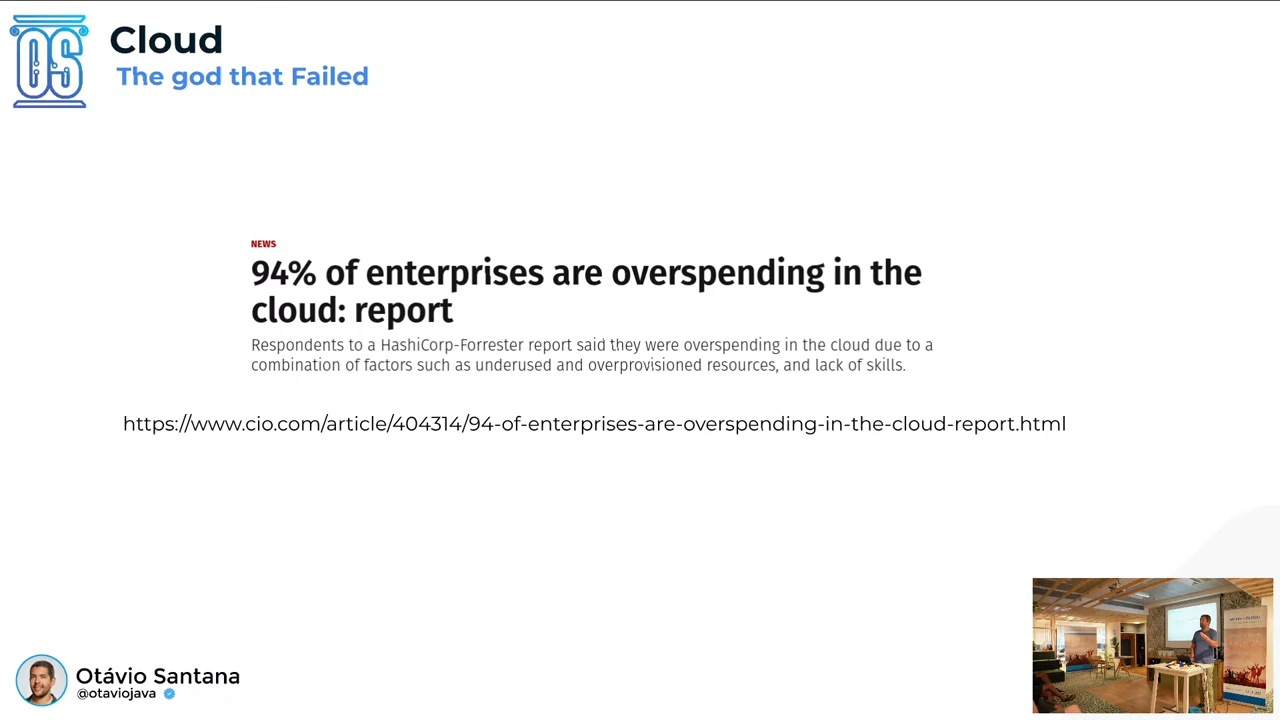 OS
Cloud
The god that Failed
NEWS
94% of enterprises are overspending in the
cloud: report
Respondents to a HashiCorp-Forrester report said they were overspending in the cloud due to a
combination of factors such as underused and overprovisioned resources, and lack of skills.
https://www.cio.com/article/404314/94-of-enterprises-are-overspending-in-the-cloud-report.html
Otávio Santana
@otaviojava